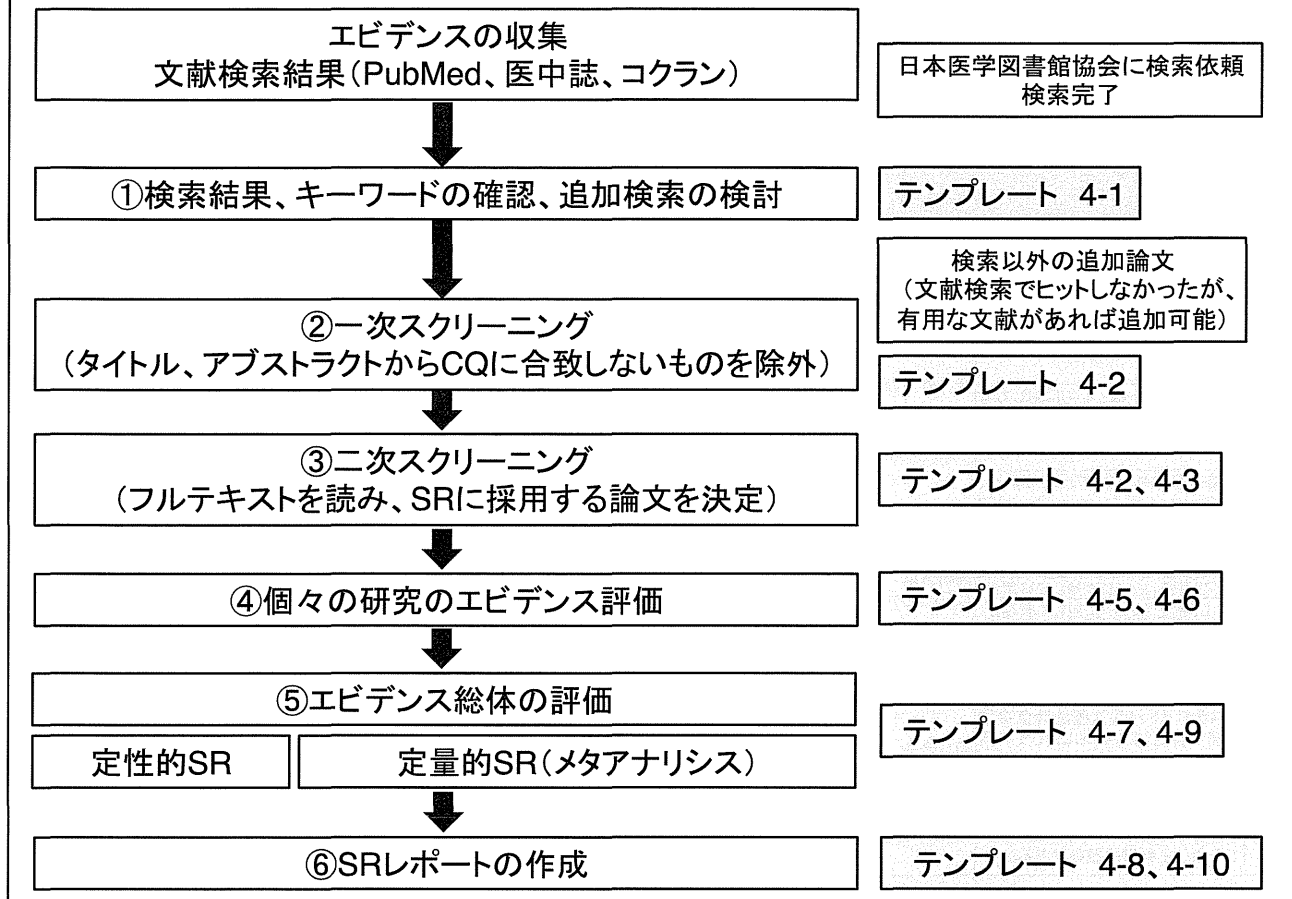 エビデンスの収集
文献検索結果（PubMed、医中誌、コクラン）
日本医学図書館協会に検索依頼
検索完了
①検索結果、キーワードの確認、追加検索の検討
テンプレート 4-1
検索以外の追加論文
（文献検索でヒットしなかったが、
有用な文献があれば追加可能）
②一次スクリーニング
（タイトル、アブストラクトからCQに合致しないものを除外）
テンプレート 4-2
③二次スクリーニング
（フルテキストを読み、SRに採用する論文を決定）
テンプレート 4-2、4-3
④個々の研究のエビデンス評価
テンプレート 4-5、4-6
⑤エビデンス総体の評価
定性的SR
定量的SR（メタアナリシス）
テンプレート 4-7、4-9
⑥SRレポートの作成
テンプレート 4-8、4-10